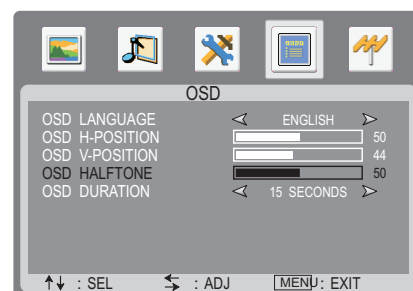 OSD
OSD LANGUAGE ENGLISH
OSD H-POSITION 50
OSD V-POSITION 44
OSD HALFTONE 50
OSD DURATION 15 SECONDS
: SEL : ADJ MENU: EXIT